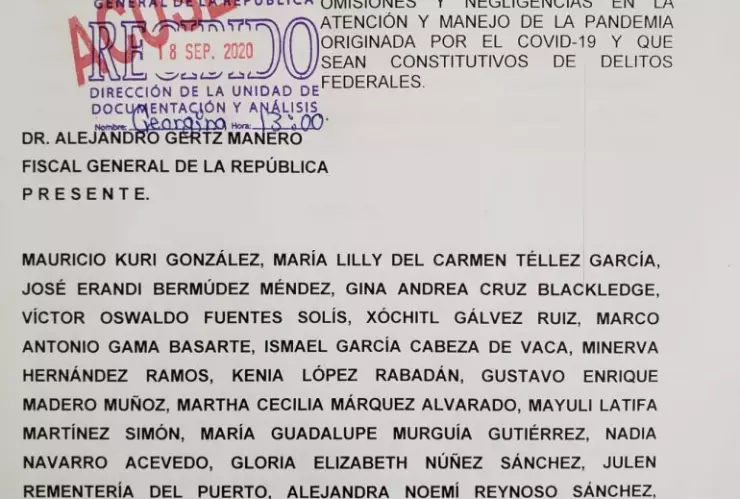 GENERAL DE LA REPÚBLICA
ACUSE
RECIBIDO
18 SEP. 2020
DIRECCIÓN DE LA UNIDAD DE
DOCUMENTACIÓN Y ANÁLISIS
Nombre: Georgina Hora: 13:00
OMISIONES Y NEGLIGENCIAS EN LA
ATENCIÓN Y MANEJO DE LA PANDEMIA
ORIGINADA POR EL COVID-19 Y QUE
SEAN CONSTITUTIVOS DE DELITOS
FEDERALES.
DR. ALEJANDRO GERTZ MANERO
FISCAL GENERAL DE LA REPÚBLICA
P R E S E N T E.
MAURICIO KURI GONZÁLEZ, MARÍA LILLY DEL CARMEN TÉLLEZ GARCÍA,
JOSÉ ERANDI BERMÚDEZ MÉNDEZ, GINA ANDREA CRUZ BLACKLEDGE,
VÍCTOR OSWALDO FUENTES SOLÍS, XÓCHITL GÁLVEZ RUIZ, MARCO
ANTONIO GAMA BASARTE, ISMAEL GARCÍA CABEZA DE VACA, MINERVA
HERNÁNDEZ RAMOS, KENIA LÓPEZ RABADÁN, GUSTAVO ENRIQUE
MADERO MUÑOZ, MARTHA CECILIA MÁRQUEZ ALVARADO, MAYULI LATIFA
MARTÍNEZ SIMÓN, MARÍA GUADALUPE MURGUÍA GUTIÉRREZ, NADIA
NAVARRO ACEVEDO, GLORIA ELIZABETH NÚÑEZ SÁNCHEZ, JULEN
REMENTERÍA DEL PUERTO, ALEJANDRA NOEMÍ REYNOSO SÁNCHEZ,